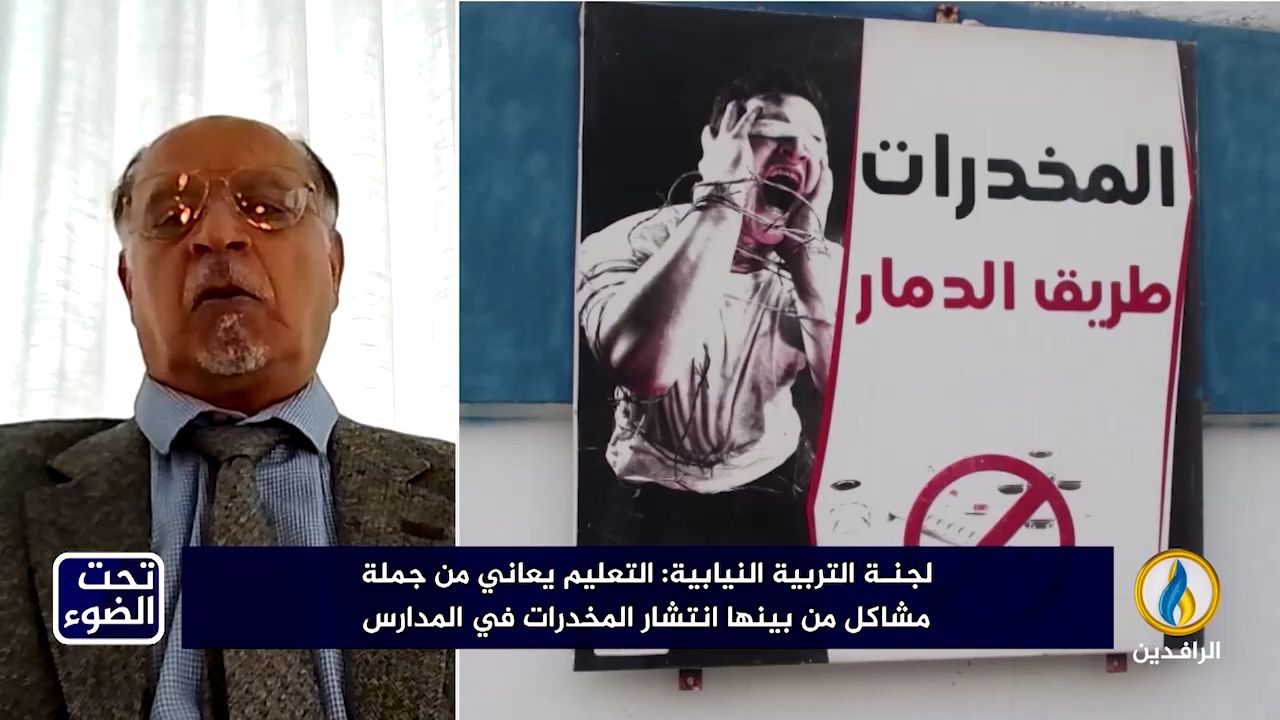 المخدرات
طريق الدمار
لجنـة التربية النيابية: التعليم يعاني من جملة
مشاكل من بينها انتشار المخدرات في المدارس
تحت
الضوء
الرافدين